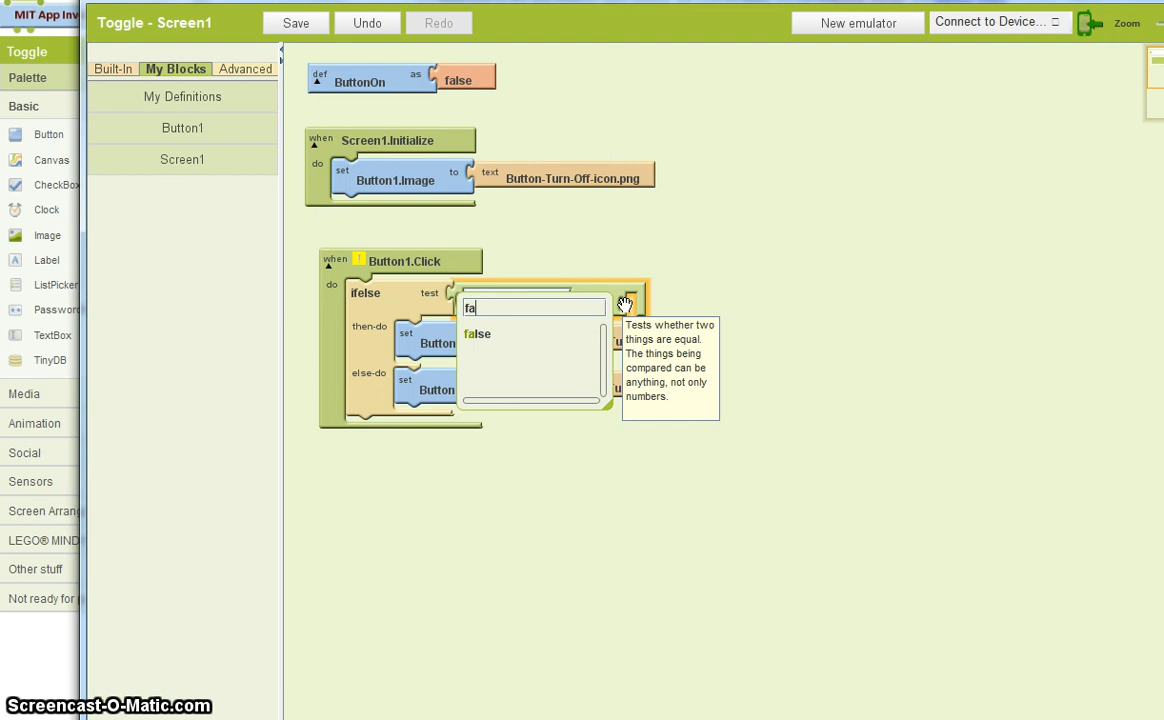 MIT App Inv
Toggle - Screen1
Save
Undo
Redo
New emulator
Connect to Device...
Zoom
Toggle
Palette
Basic
Button
Canvas
CheckBox
Clock
Image
Label
ListPicker
Passwor
TextBox
TinyDB
Media
Animation
Social
Sensors
Screen Arran
LEGO® MIND
Other stuff
Not ready for
Built-In
My Blocks
Advanced
My Definitions
Button1
Screen1
def ButtonOn as false
when Screen1.Initialize
do set Button1.Image to text Button-Turn-Off-icon.png
when ! Button1.Click
do ifelse test
then-do set Button
else-do set Button
fa
false
Tests whether two
things are equal.
The things being
compared can be
anything, not only
numbers.
Screencast-O-Matic.com